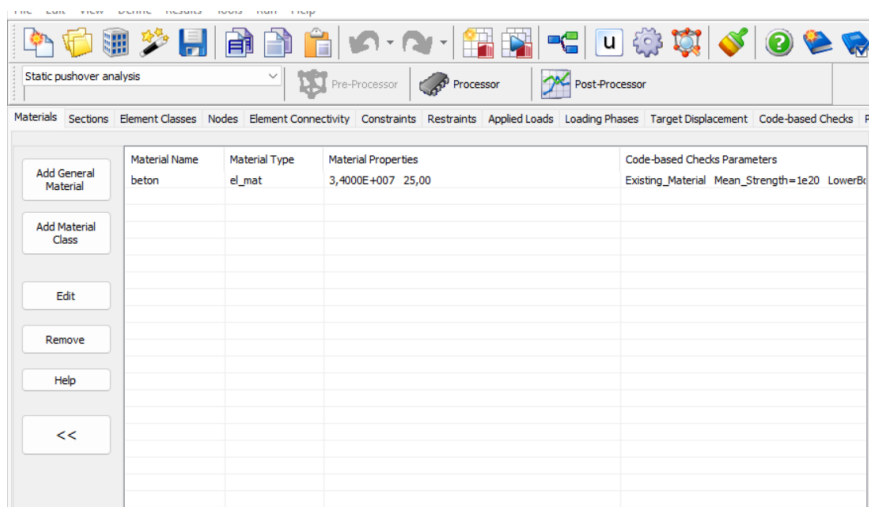 Static pushover analysis
Pre-Processor
Processor
Post-Processor
Materials Sections Element Classes Nodes Element Connectivity Constraints Restraints Applied Loads Loading Phases Target Displacement Code-based Checks
Add General Material
Add Material Class
Edit
Remove
Help
<<
Material Name Material Type Material Properties Code-based Checks Parameters
beton el_mat 3,4000E+007 25,00 Existing_Material Mean_Strength=1e20
u